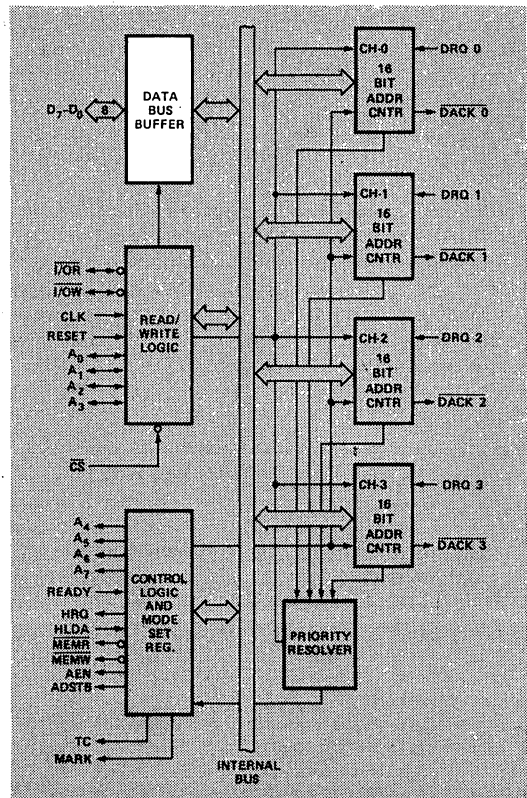 DATA
BUS
BUFFER
D7-D0
8
I/OR
I/OW
CLK
RESET
A0
A1
A2
A3
CS
READ/
WRITE
LOGIC
A4
A5
A6
A7
READY
HRQ
HLDA
MEMR
MEMW
AEN
ADSTB
TC
MARK
CONTROL
LOGIC
AND
MODE
SET
REG.
INTERNAL
BUS
CH-0
16
BIT
ADDR
CNTR
DRQ 0
DACK 0
CH-1
16
BIT
ADDR
CNTR
DRQ 1
DACK 1
CH-2
16
BIT
ADDR
CNTR
DRQ 2
DACK 2
CH-3
16
BIT
ADDR
CNTR
DRQ 3
DACK 3
PRIORITY
RESOLVER